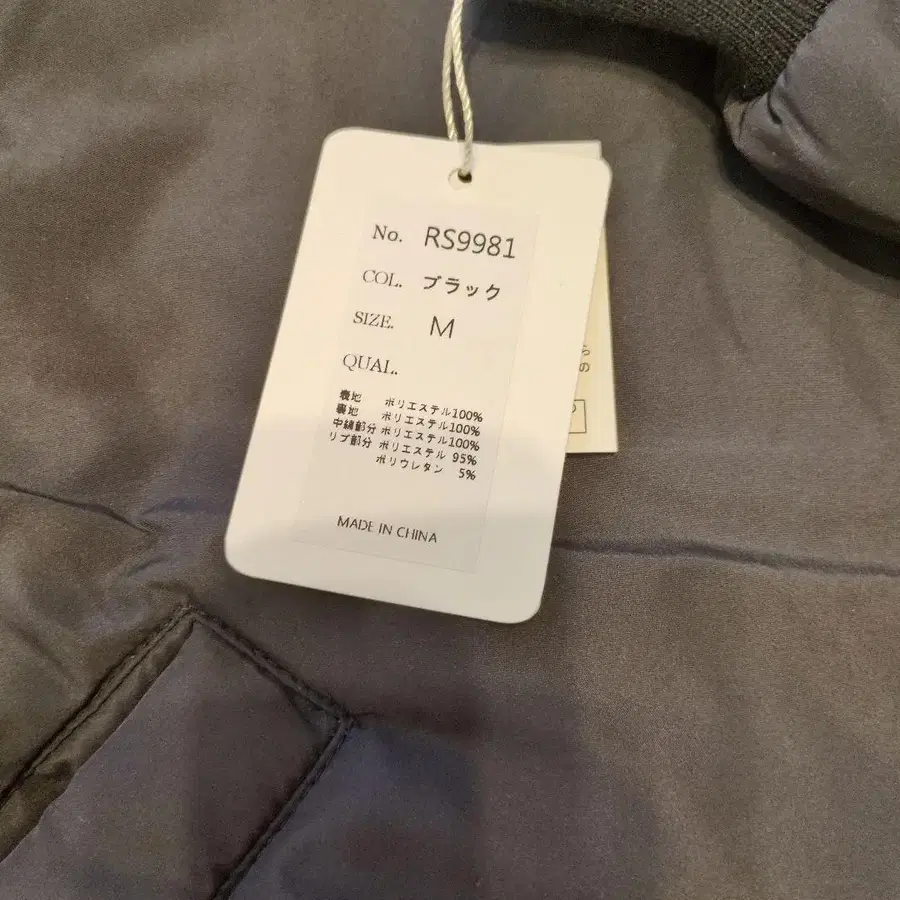 No. RS9981
COL. ブラック
SIZE. M
QUAL.
表地 ポリエステル100%
裏地 ポリエステル100%
中綿部分 ポリエステル100%
リブ部分 ポリエステル 95%
ポリウレタン 5%
MADE IN CHINA